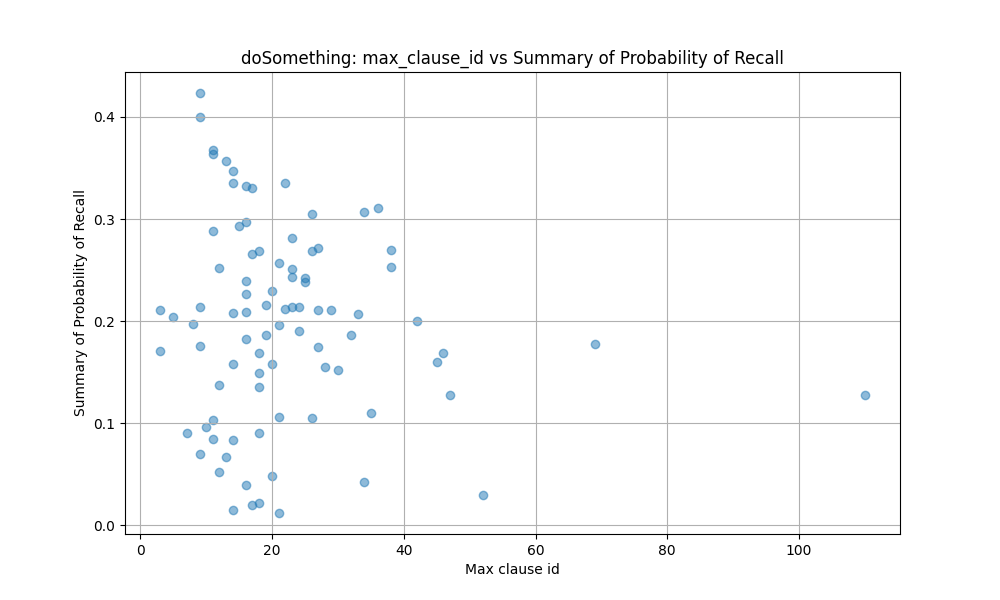 doSomething: max_clause_id vs Summary of Probability of Recall
Summary of Probability of Recall
0.4
0.3
0.2
0.1
0.0
0 20 40 60 80 100
Max clause id